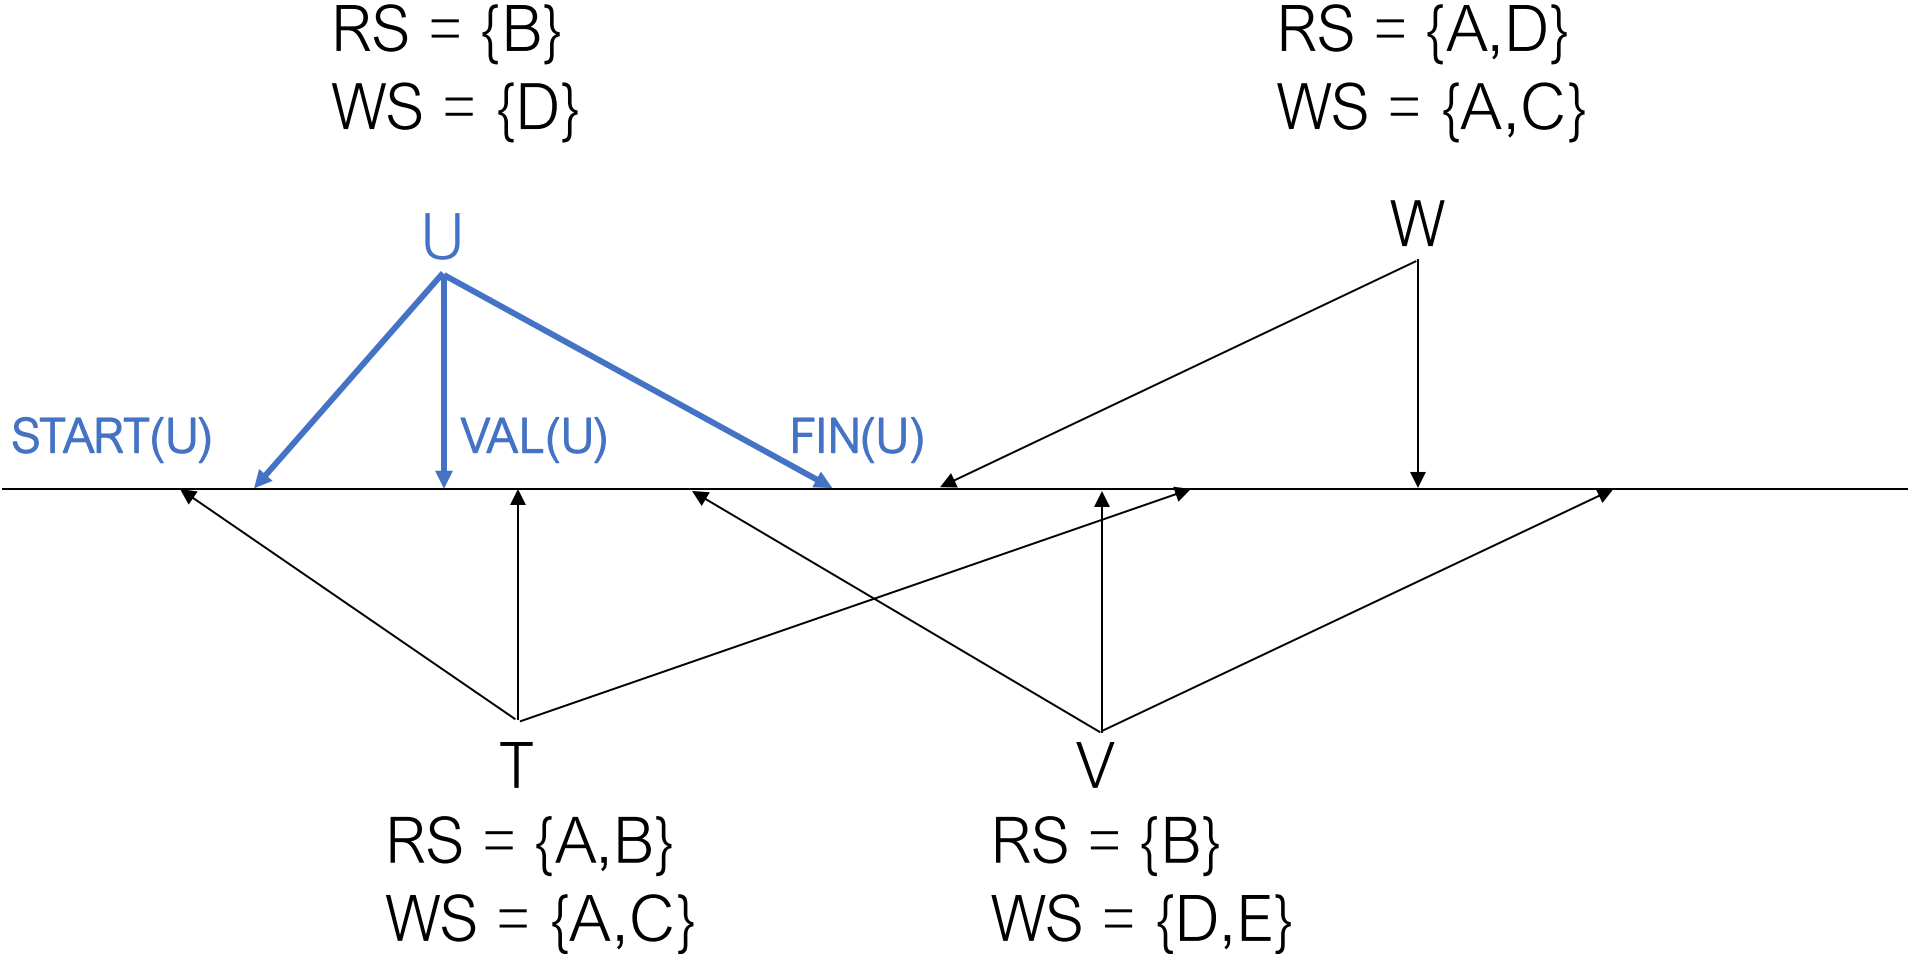 RS = {B}
WS = {D}
RS = {A,D}
WS = {A,C}
U
W
START(U)
VAL(U)
FIN(U)
T
RS = {A,B}
WS = {A,C}
V
RS = {B}
WS = {D,E}